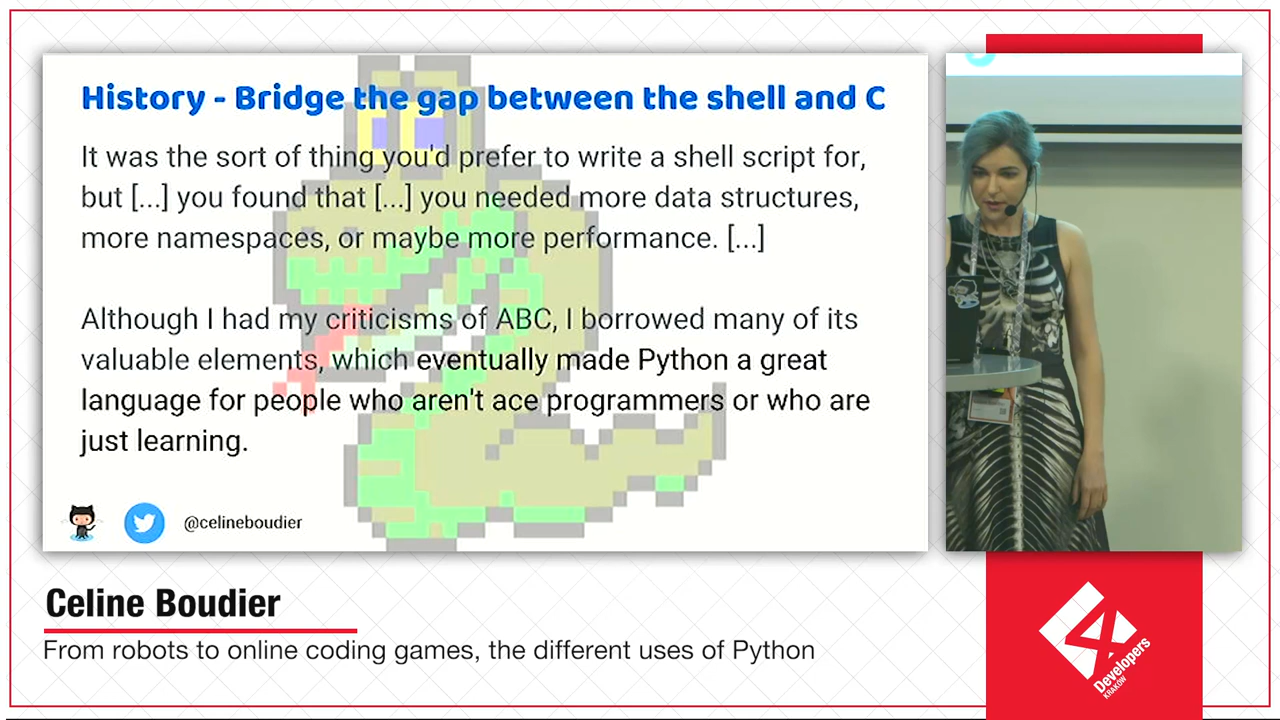 History - Bridge the gap between the shell and C
It was the sort of thing you'd prefer to write a shell script for,
but [...] you found that [...] you needed more data structures,
more namespaces, or maybe more performance. [...]
Although I had my criticisms of ABC, I borrowed many of its
valuable elements, which eventually made Python a great
language for people who aren't ace programmers or who are
just learning.
@celineboudier
Celine Boudier
From robots to online coding games, the different uses of Python
4
Developers
KRAKOW